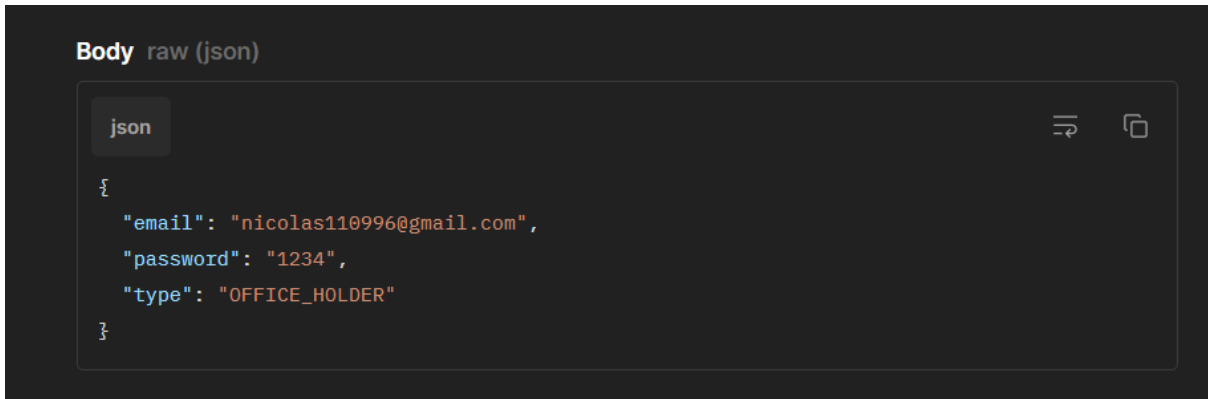 Body raw (json)
json
{
"email": "nicolas110996@gmail.com",
"password": "1234",
"type": "OFFICE_HOLDER"
}